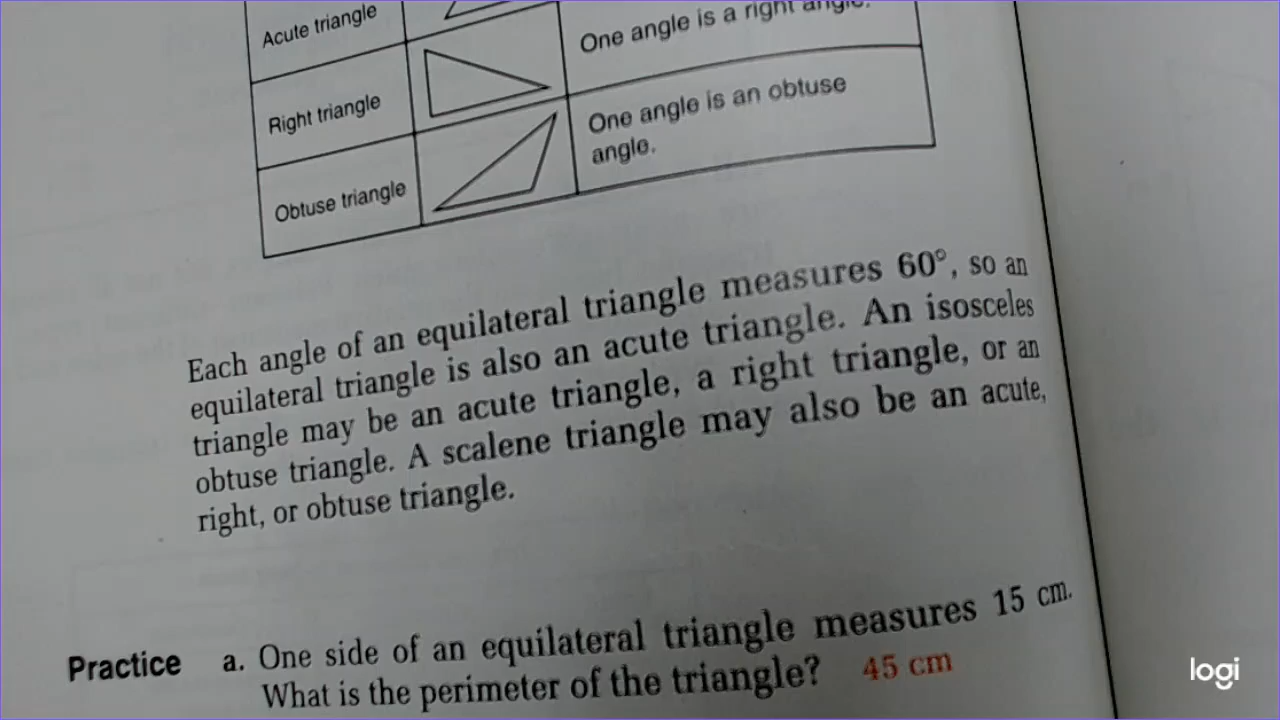 Acute triangle
One angle is a right angle.
Right triangle
One angle is an obtuse
angle.
Obtuse triangle
Each angle of an equilateral triangle measures 60°, so an
equilateral triangle is also an acute triangle. An isosceles
triangle may be an acute triangle, a right triangle, or an
obtuse triangle. A scalene triangle may also be an acute,
right, or obtuse triangle.
Practice a. One side of an equilateral triangle measures 15 cm.
What is the perimeter of the triangle? 45 cm
logi